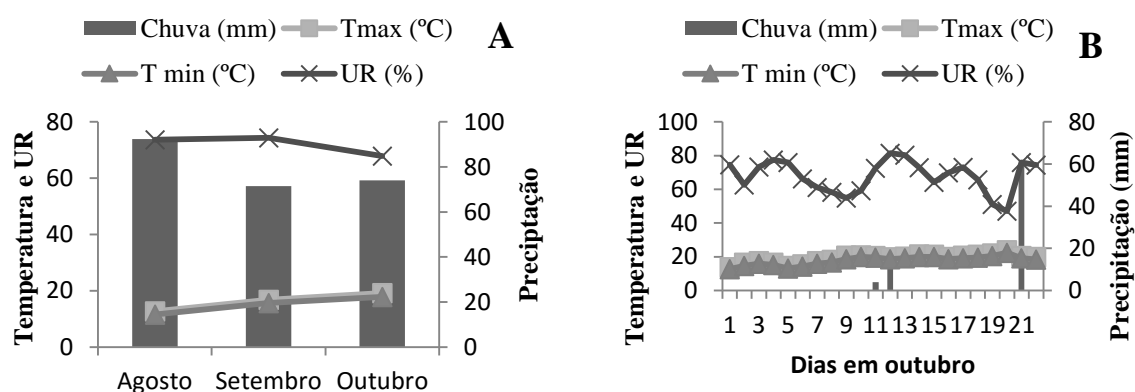 Chuva (mm) Tmax (ºC)
T min (ºC) UR (%)
A
Temperatura e UR
80
60
40
20
0
100
80
60
40
20
0
Preciptação
Agosto Setembro Outubro
Chuva (mm) Tmax (ºC)
T min (ºC) UR (%)
B
Temperatura e UR
100
80
60
40
20
0
80
60
40
20
0
Precipitação (mm)
1 3 5 7 9 11 13 15 17 19 21
Dias em outubro